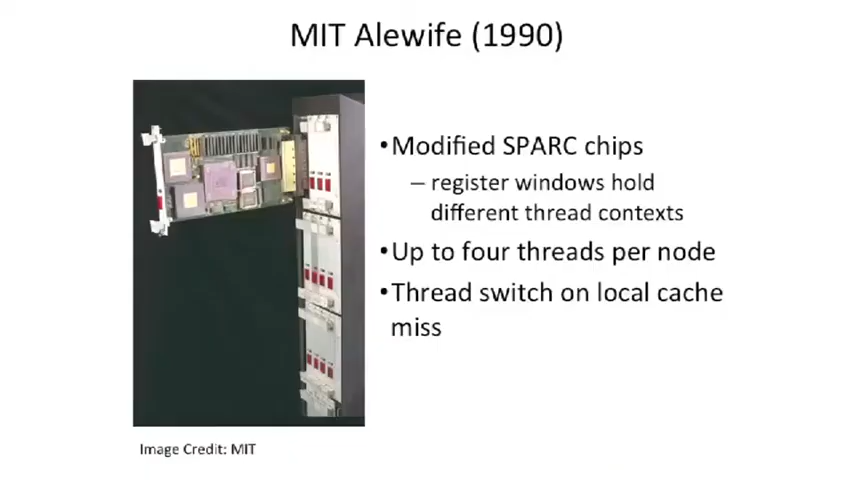 MIT Alewife (1990)
•Modified SPARC chips
– register windows hold
different thread contexts
•Up to four threads per node
•Thread switch on local cache
miss
Image Credit: MIT